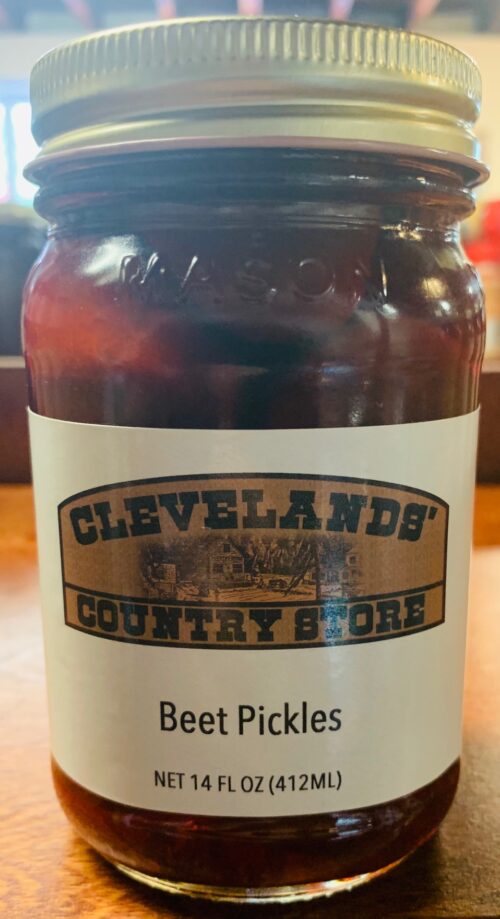 MASON
CLEVELANDS'
COUNTRY STORE
Beet Pickles
NET 14 FL OZ (412ML)